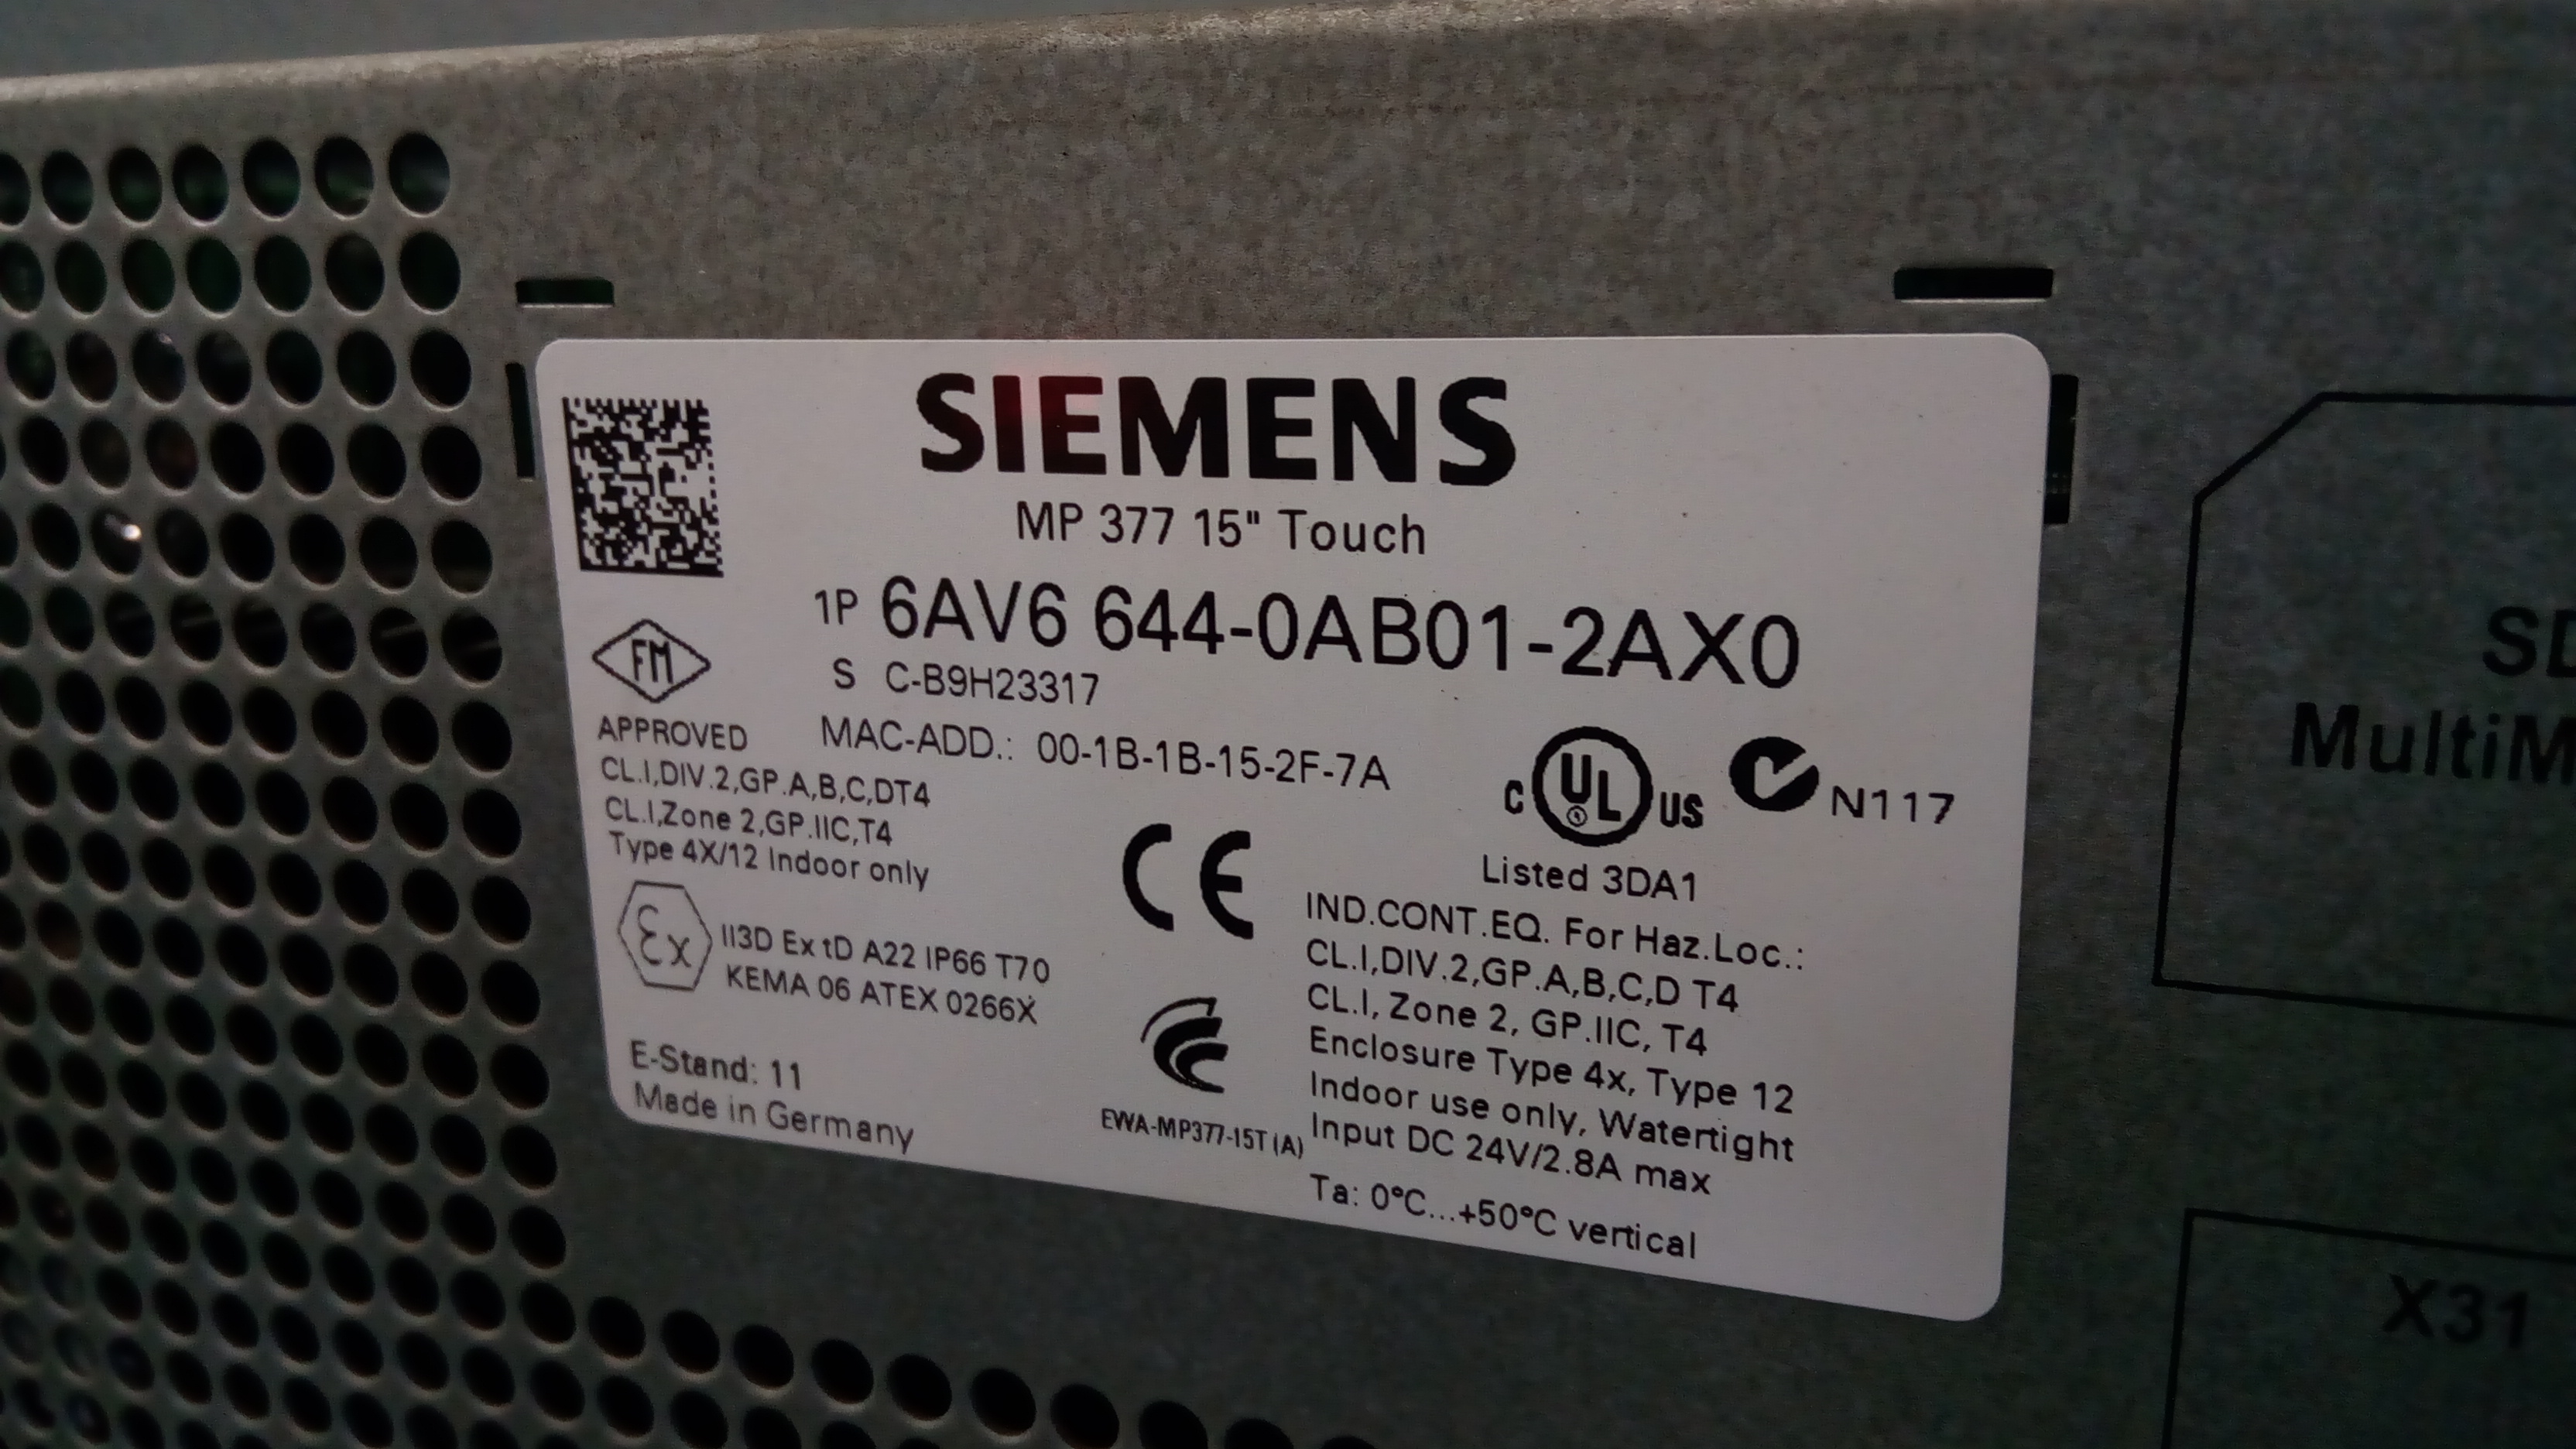 SIEMENS
MP 377 15" Touch
1P 6AV6 644-0AB01-2AX0
S C-B9H23317
MAC-ADD.: 00-1B-1B-15-2F-7A
FM
APPROVED
CL.I,DIV.2,GP.A,B,C,DT4
CL.I,Zone 2,GP.IIC,T4
Type 4X/12 Indoor only
Ex II3D Ex tD A22 IP66 T70
KEMA 06 ATEX 0266X
E-Stand: 11
Made in Germany
CE
EWA-MP377-15T (A)
C UL US N117
Listed 3DA1
IND.CONT.EQ. For Haz.Loc.:
CL.I,DIV.2,GP.A,B,C,D T4
CL.I, Zone 2, GP.IIC, T4
Enclosure Type 4x, Type 12
Indoor use only, Watertight
Input DC 24V/2.8A max
Ta: 0°C...+50°C vertical
SD
MultiM
X31